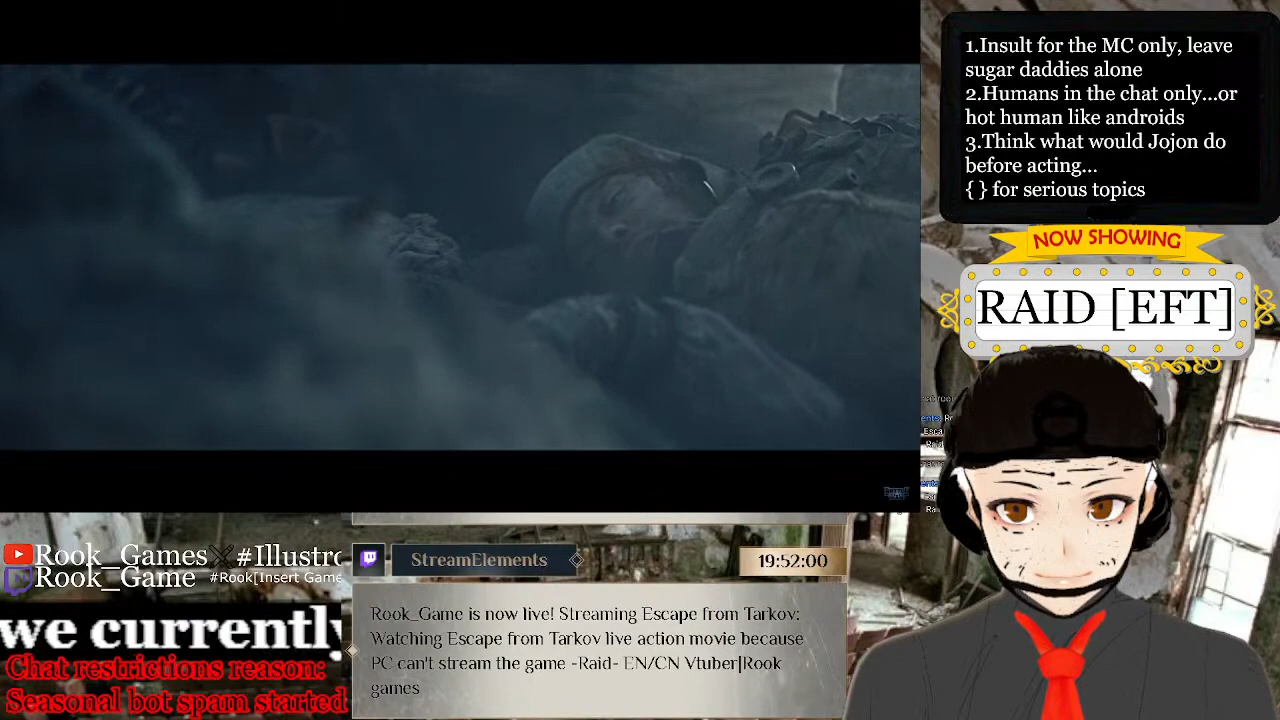 1.Insult for the MC only, leave
sugar daddies alone
2.Humans in the chat only...or
hot human like androids
3.Think what would Jojon do
before acting...
{ } for serious topics
NOW SHOWING
RAID [EFT]
Rook_Games
#Illustr
Rook_Game
#Rook[Insert Game
we currently
Chat restrictions reason:
Seasonal bot spam started
StreamElements
19:52:00
Rook_Game is now live! Streaming Escape from Tarkov:
Watching Escape from Tarkov live action movie because
PC can't stream the game -Raid- EN/CN Vtuber|Rook
games